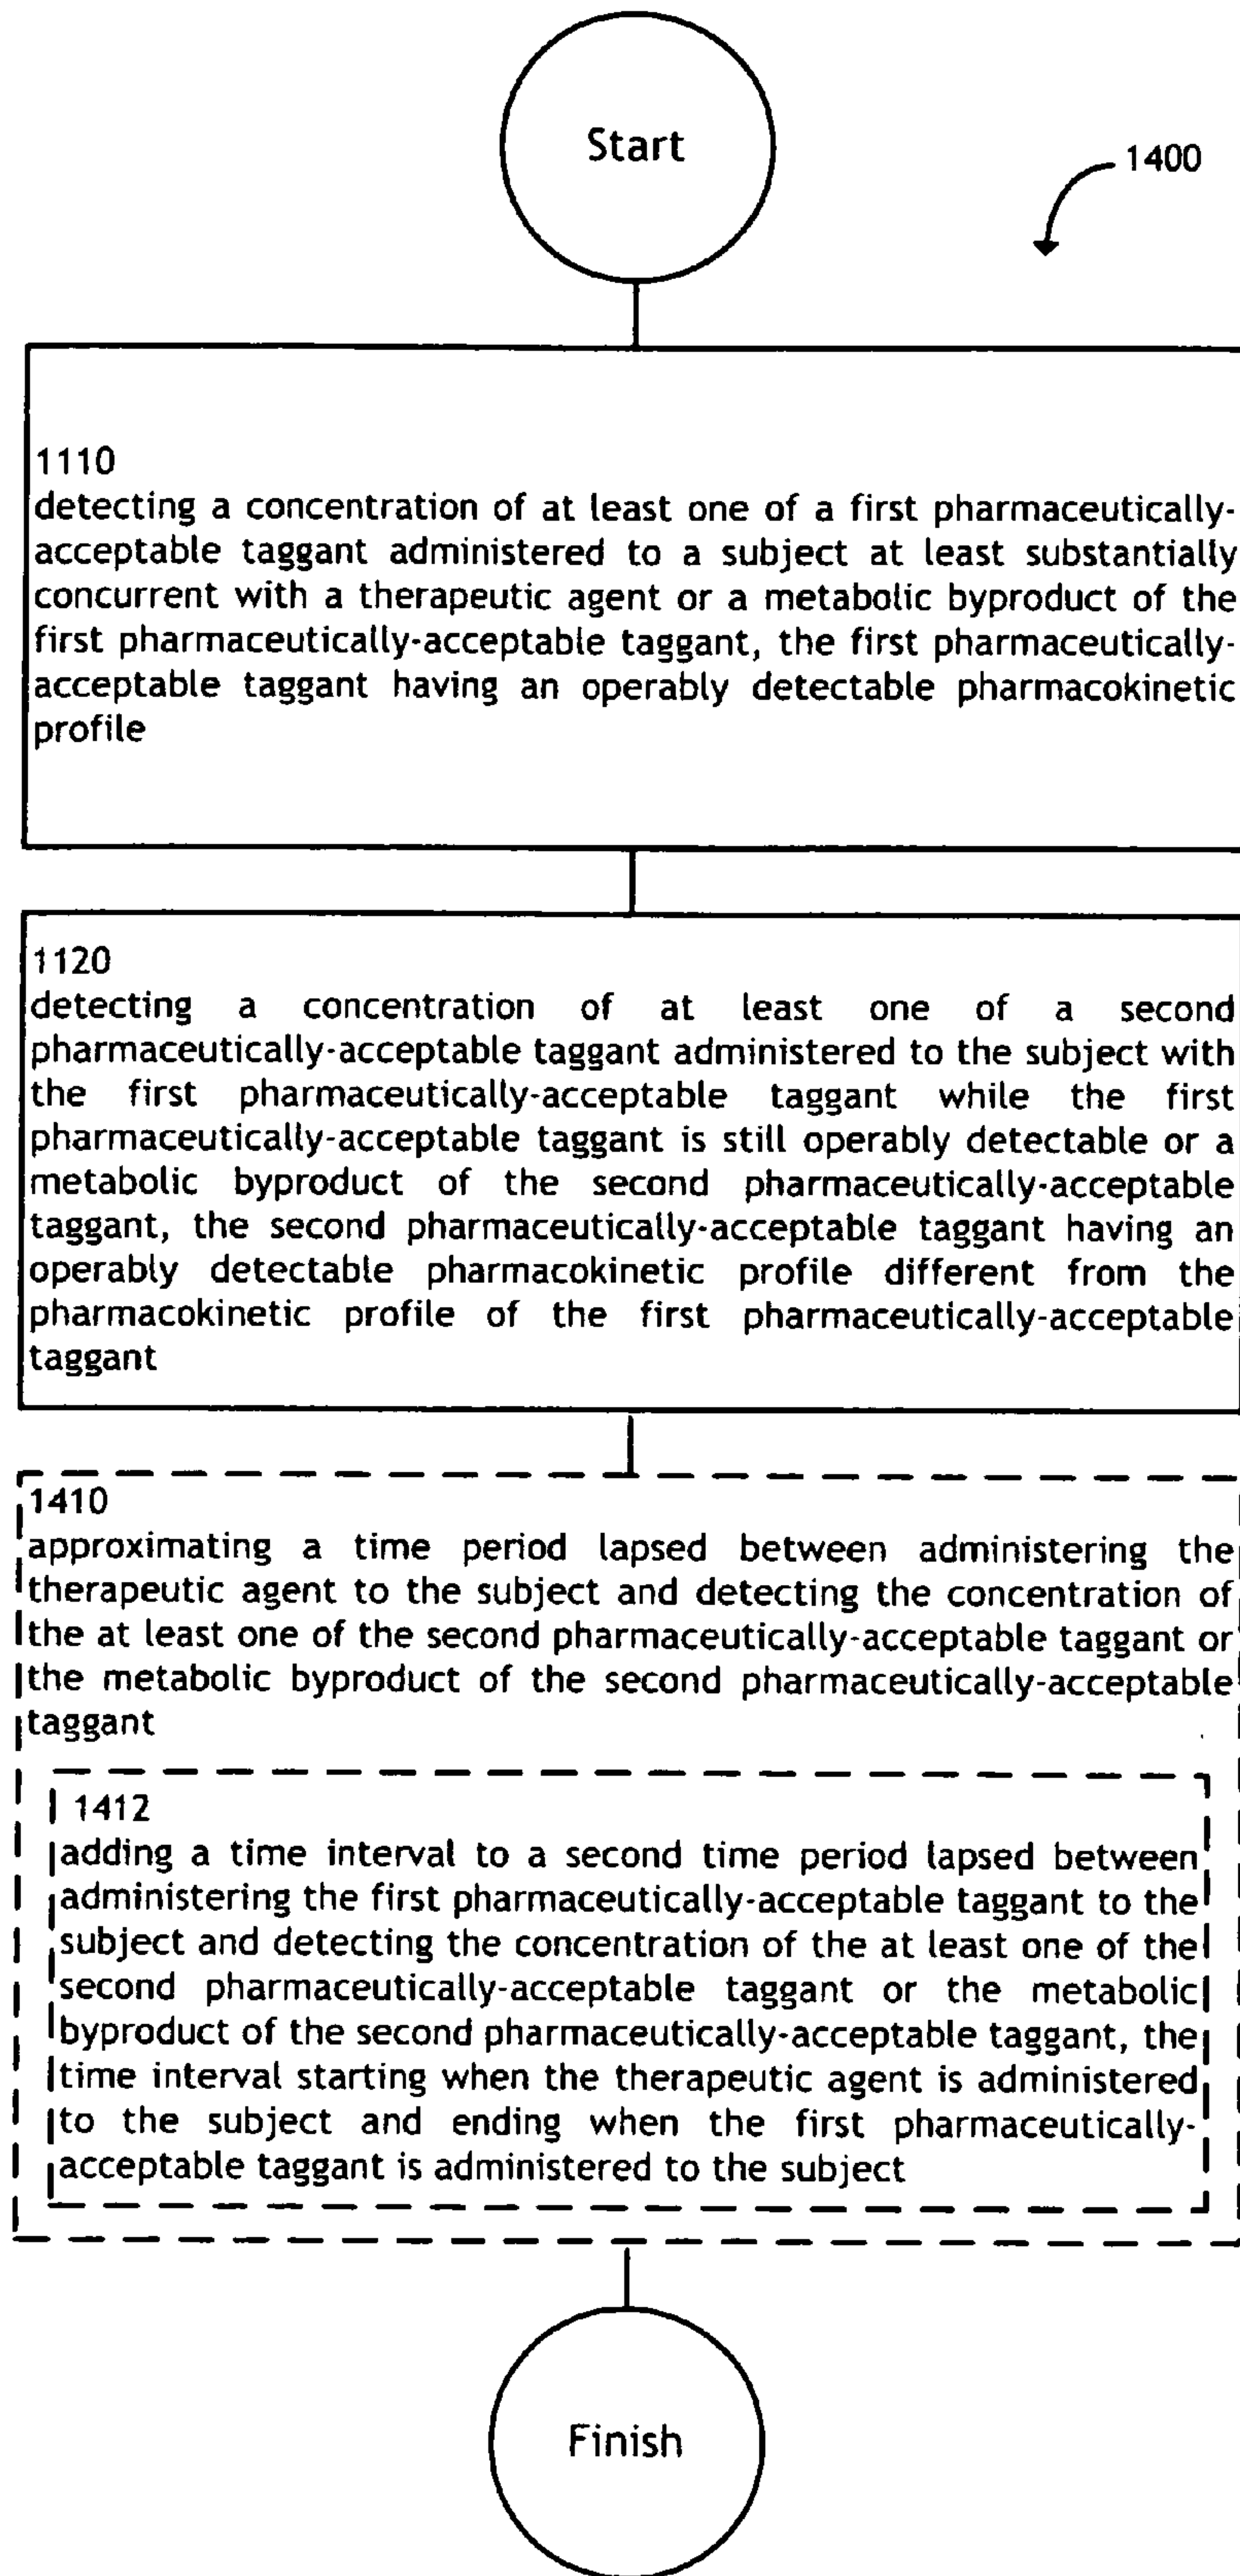 Start
1400
1110
detecting a concentration of at least one of a first pharmaceutically-
acceptable taggant administered to a subject at least substantially
concurrent with a therapeutic agent or a metabolic byproduct of the
first pharmaceutically-acceptable taggant, the first pharmaceutically-
acceptable taggant having an operably detectable pharmacokinetic
profile
1120
detecting a concentration of at least one of a second
pharmaceutically-acceptable taggant administered to the subject with
the first pharmaceutically-acceptable taggant while the first
pharmaceutically-acceptable taggant is still operably detectable or a
metabolic byproduct of the second pharmaceutically-acceptable
taggant, the second pharmaceutically-acceptable taggant having an
operably detectable pharmacokinetic profile different from the
pharmacokinetic profile of the first pharmaceutically-acceptable
taggant
1410
approximating a time period lapsed between administering the
therapeutic agent to the subject and detecting the concentration of
the at least one of the second pharmaceutically-acceptable taggant or
the metabolic byproduct of the second pharmaceutically-acceptable
taggant
1412
adding a time interval to a second time period lapsed between
administering the first pharmaceutically-acceptable taggant to the
subject and detecting the concentration of the at least one of the
second pharmaceutically-acceptable taggant or the metabolic
byproduct of the second pharmaceutically-acceptable taggant, the
time interval starting when the therapeutic agent is administered
to the subject and ending when the first pharmaceutically-
acceptable taggant is administered to the subject
Finish